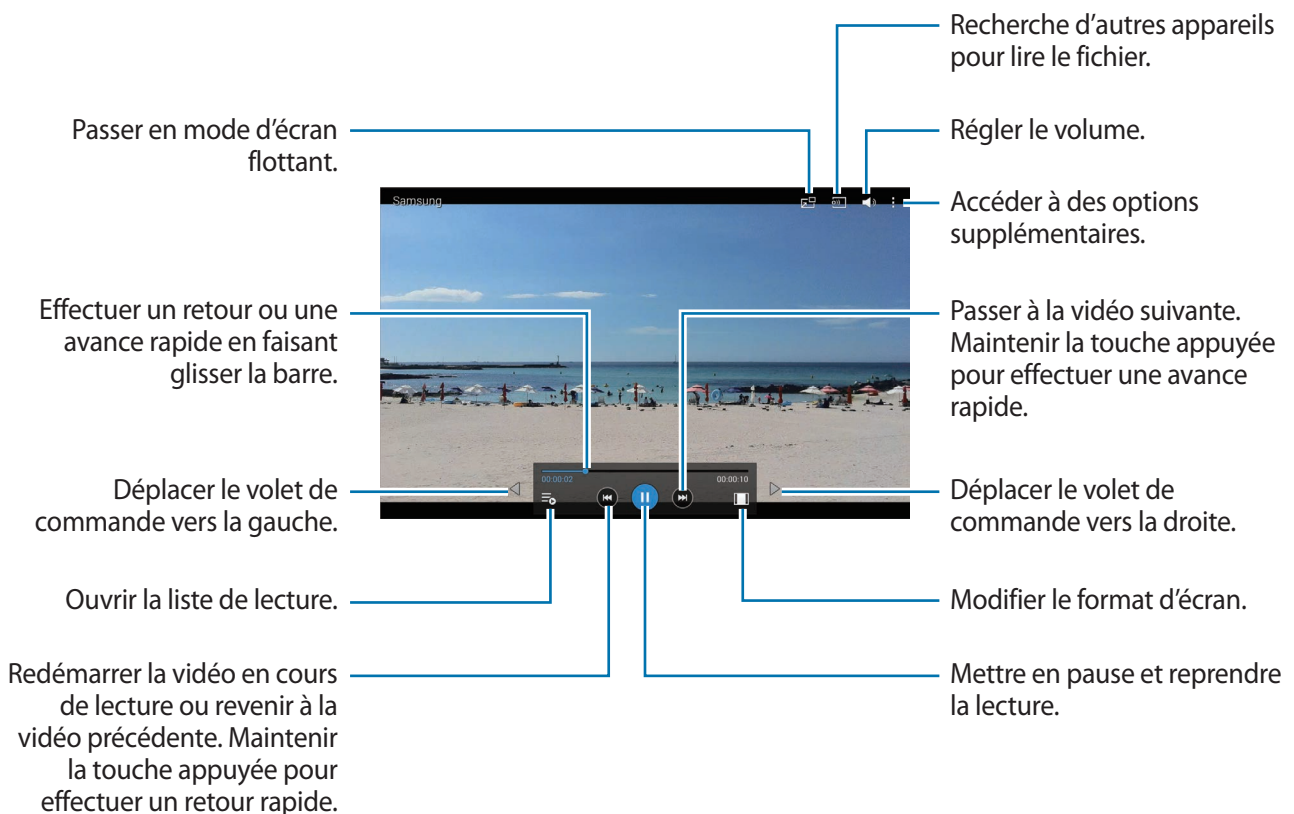 Recherche d'autres appareils
pour lire le fichier.
Passer en mode d'écran
flottant.
Régler le volume.
Samsung
Accéder à des options
supplémentaires.
Effectuer un retour ou une
avance rapide en faisant
glisser la barre.
Passer à la vidéo suivante.
Maintenir la touche appuyée
pour effectuer une avance
rapide.
00:00:02
00:00:10
Déplacer le volet de
commande vers la gauche.
Déplacer le volet de
commande vers la droite.
Ouvrir la liste de lecture.
Modifier le format d'écran.
Redémarrer la vidéo en cours
de lecture ou revenir à la
vidéo précédente. Maintenir
la touche appuyée pour
effectuer un retour rapide.
Mettre en pause et reprendre
la lecture.